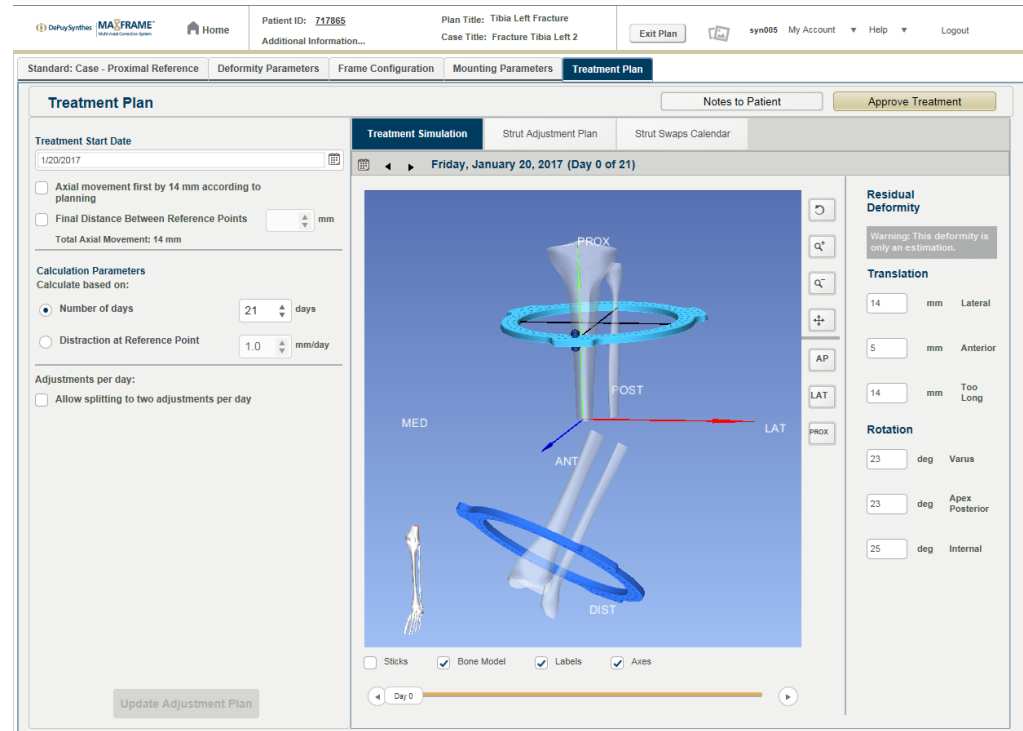 DePuySynthes MAXFRAME™
Multi-Axial Correction System
Home
Patient ID: 717865
Additional Information...
Plan Title: Tibia Left Fracture
Case Title: Fracture Tibia Left 2
Exit Plan
syn005 My Account Help Logout
Standard: Case - Proximal Reference Deformity Parameters Frame Configuration Mounting Parameters Treatment Plan
Treatment Plan
Notes to Patient
Approve Treatment
Treatment Start Date
1/20/2017
Axial movement first by 14 mm according to
planning
Final Distance Between Reference Points mm
Total Axial Movement: 14 mm
Calculation Parameters
Calculate based on:
Number of days 21 days
Distraction at Reference Point 1.0 mm/day
Adjustments per day:
Allow splitting to two adjustments per day
Update Adjustment Plan
Treatment Simulation Strut Adjustment Plan Strut Swaps Calendar
Friday, January 20, 2017 (Day 0 of 21)
PROX
POST
MED
LAT
ANT
DIST
AP
LAT
PROX
Sticks Bone Model Labels Axes
Day 0
Residual
Deformity
Warning: This deformity is
only an estimation.
Translation
14 mm Lateral
5 mm Anterior
14 mm Too
Long
Rotation
23 deg Varus
23 deg Apex
Posterior
25 deg Internal